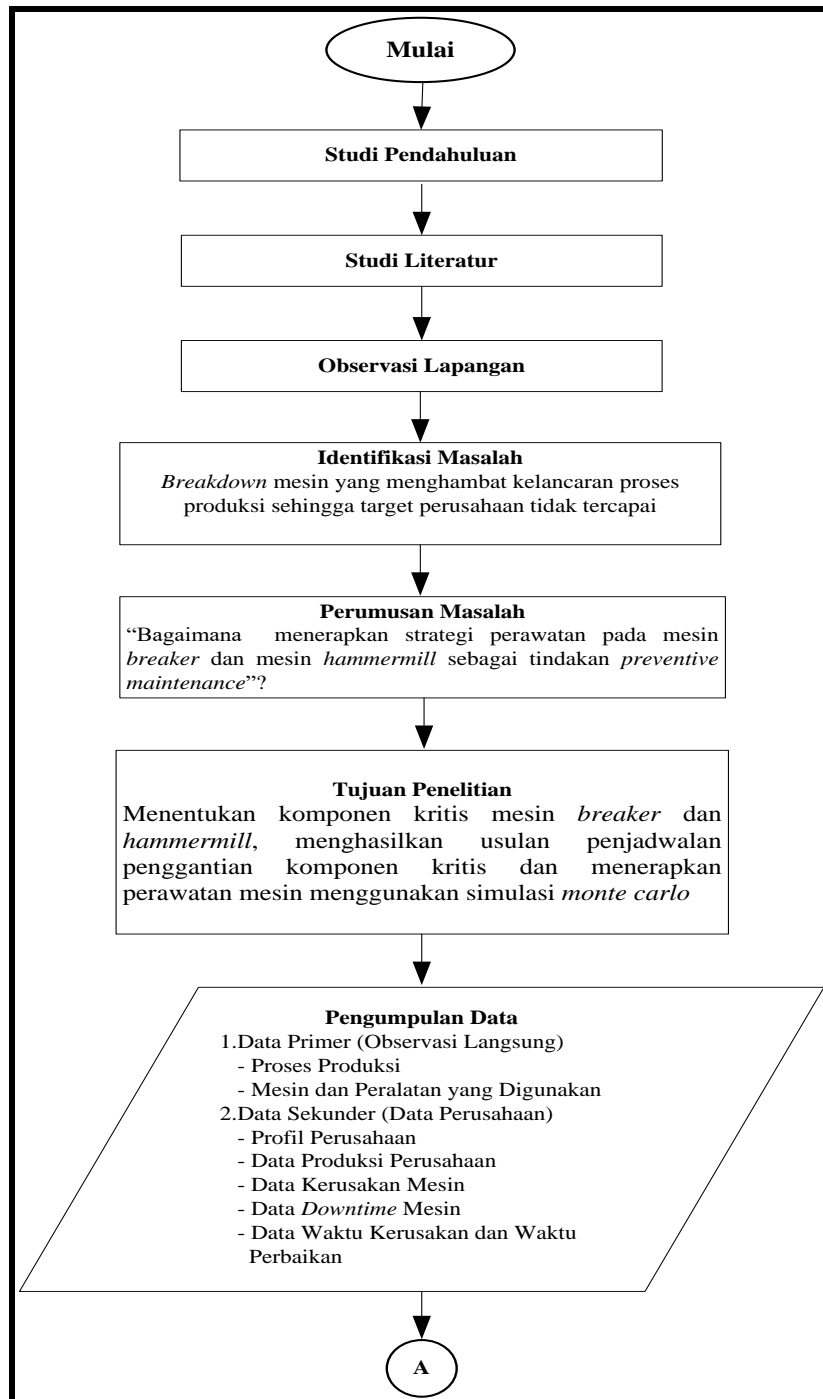 Mulai
Studi Pendahuluan
Studi Literatur
Observasi Lapangan
Identifikasi Masalah
Breakdown mesin yang menghambat kelancaran proses
produksi sehingga target perusahaan tidak tercapai
Perumusan Masalah
“Bagaimana menerapkan strategi perawatan pada mesin
breaker dan mesin hammermill sebagai tindakan preventive
maintenance”?
Tujuan Penelitian
Menentukan komponen kritis mesin breaker dan
hammermill, menghasilkan usulan penjadwalan
penggantian komponen kritis dan menerapkan
perawatan mesin menggunakan simulasi monte carlo
Pengumpulan Data
1.Data Primer (Observasi Langsung)
- Proses Produksi
- Mesin dan Peralatan yang Digunakan
2.Data Sekunder (Data Perusahaan)
- Profil Perusahaan
- Data Produksi Perusahaan
- Data Kerusakan Mesin
- Data Downtime Mesin
- Data Waktu Kerusakan dan Waktu
Perbaikan
A